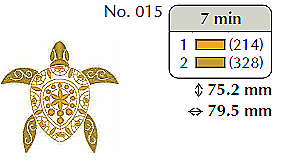 No. 015
7 min
1 (214)
2 (328)
75.2 mm
79.5 mm